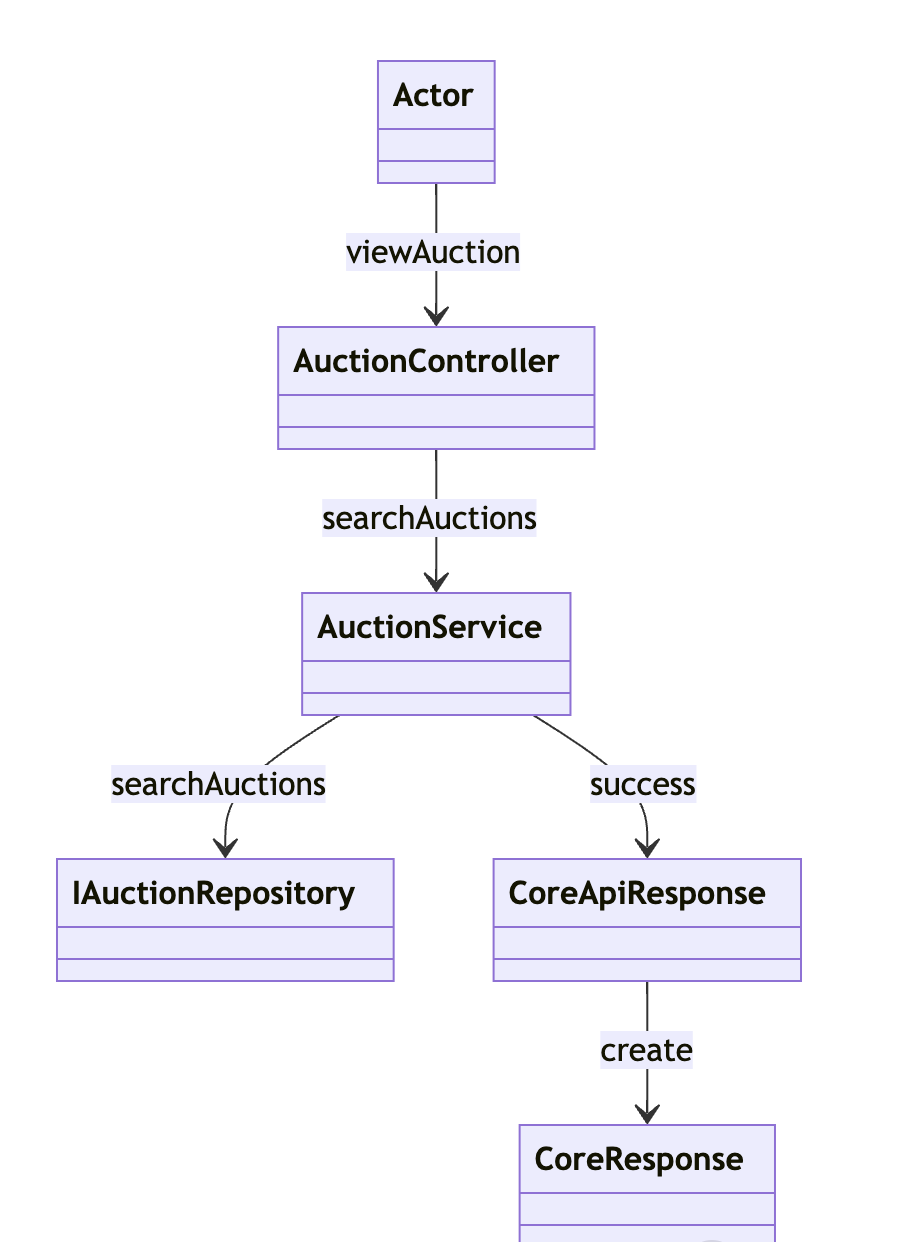 Actor
viewAuction
AuctionController
searchAuctions
AuctionService
searchAuctions
success
IAuctionRepository
CoreApiResponse
create
CoreResponse